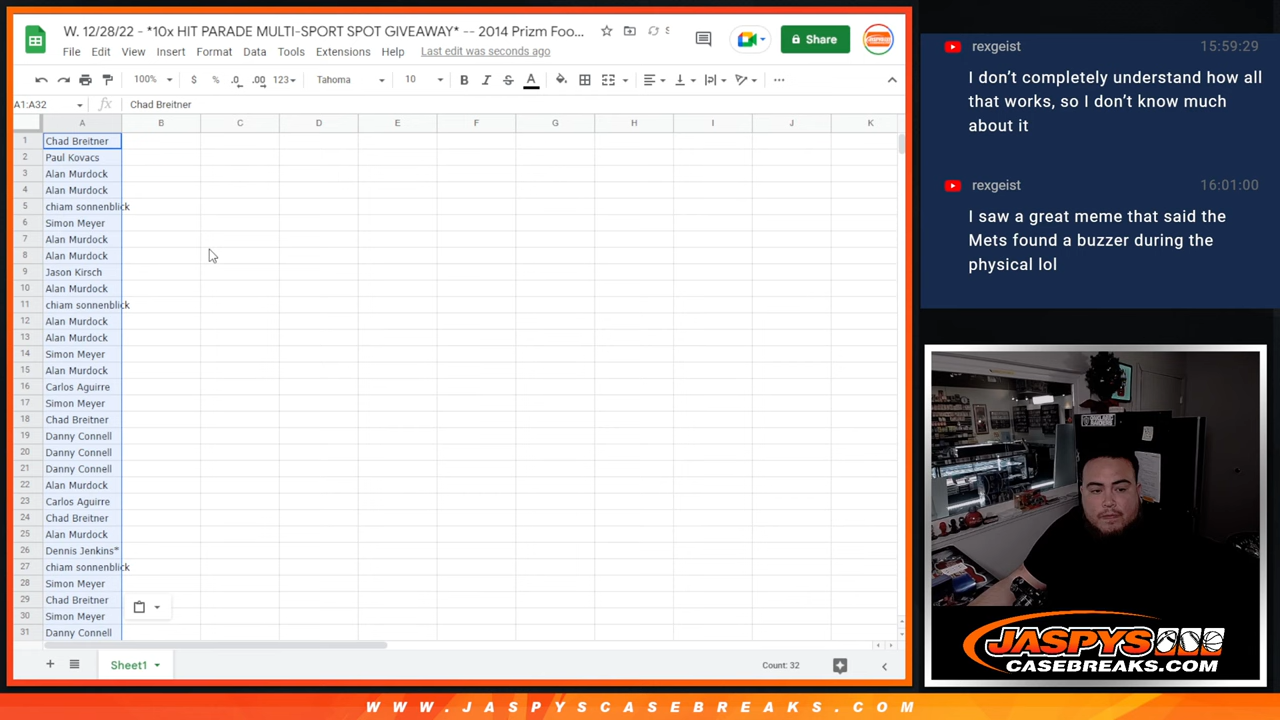 W. 12/28/22 - *10x HIT PARADE MULTI-SPORT SPOT GIVEAWAY* -- 2014 Prizm Foo...
File Edit View Insert Format Data Tools Extensions Help Last edit was seconds ago
Share
100% $ % .0 .00 123 Tahoma 10 B I S A
A1:A32 fx Chad Breitner
A B C D E F G H I J K
1 Chad Breitner
2 Paul Kovacs
3 Alan Murdock
4 Alan Murdock
5 chiam sonnenblick
6 Simon Meyer
7 Alan Murdock
8 Alan Murdock
9 Jason Kirsch
10 Alan Murdock
11 chiam sonnenblick
12 Alan Murdock
13 Alan Murdock
14 Simon Meyer
15 Alan Murdock
16 Carlos Aguirre
17 Simon Meyer
18 Chad Breitner
19 Danny Connell
20 Danny Connell
21 Danny Connell
22 Alan Murdock
23 Carlos Aguirre
24 Chad Breitner
25 Alan Murdock
26 Dennis Jenkins*
27 chiam sonnenblick
28 Simon Meyer
29 Chad Breitner
30 Simon Meyer
31 Danny Connell
Sheet1
Count: 32
rexgeist 15:59:29
I don't completely understand how all
that works, so I don't know much
about it
rexgeist 16:01:00
I saw a great meme that said the
Mets found a buzzer during the
physical lol
JASPYS
CASEBREAKS.COM
WWW.JASPYSCASEBREAKS.COM